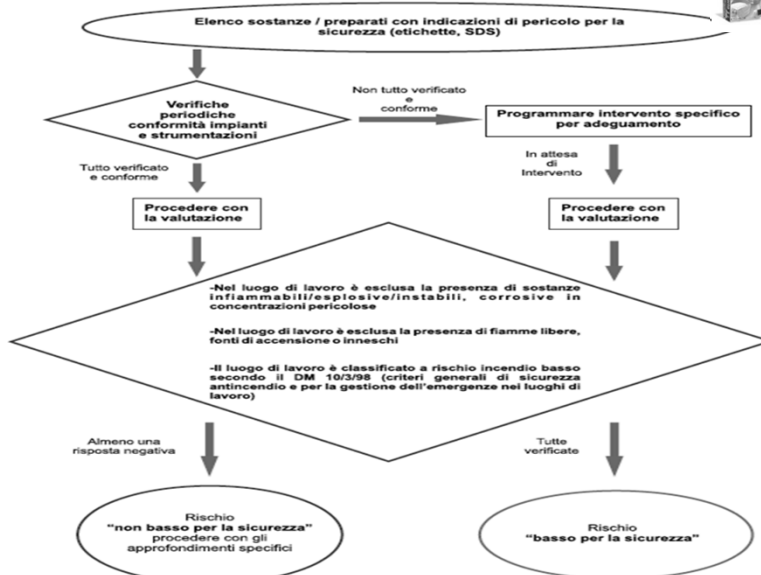 Elenco sostanze / preparati con indicazioni di pericolo per la
sicurezza (etichette, SDS)
Verifiche
periodiche
conformità impianti
e strumentazioni
Non tutto verificato
e
conforme
Programmare intervento specifico
per adeguamento
Tutto verificato
e conforme
In attesa
di
Intervento
Procedere con
la valutazione
Procedere con
la valutazione
-Nel luogo di lavoro è esclusa la presenza di sostanze
infiammabili/esplosive/instabili, corrosive in
concentrazioni pericolose
-Nel luogo di lavoro è esclusa la presenza di fiamme libere,
fonti di accensione o inneschi
-Il luogo di lavoro è classificato a rischio incendio basso
secondo il DM 10/3/98 (criteri generali di sicurezza
antincendio e per la gestione dell'emergenze nei luoghi di
lavoro)
Almeno una
risposta negativa
Tutte
verificate
Rischio
"non basso per la sicurezza"
procedere con gli
approfondimenti specifici
Rischio
"basso per la sicurezza"